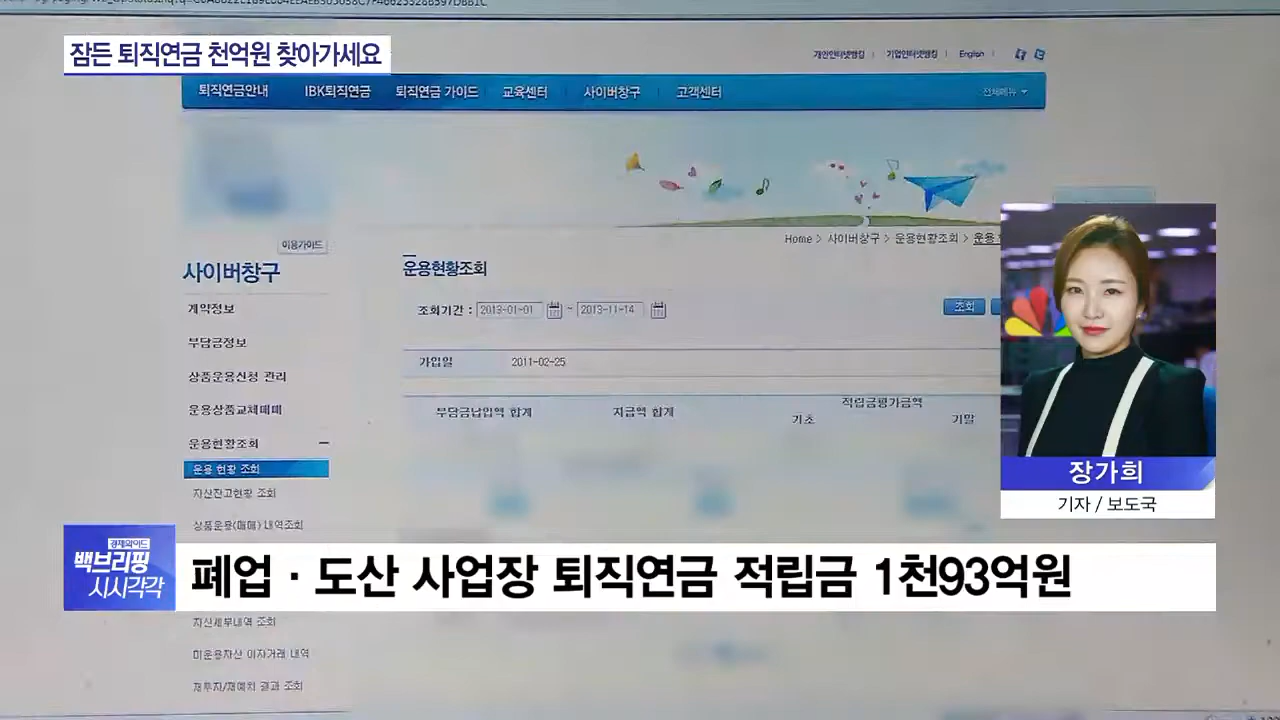 잠든 퇴직연금 천억원 찾아가세요
개인인터넷뱅킹 | 기업인터넷뱅킹 | English
퇴직연금안내 IBK퇴직연금 퇴직연금 가이드 교육센터 사이버창구 고객센터 전체메뉴
Home > 사이버창구 > 운용현황조회 > 운용
이용가이드
사이버창구
운용현황조회
계약정보
조회기간 : 2013-01-01 ~ 2013-11-14 조회
부담금정보
가입일 2011-02-25
상품운용신청 관리
운용상품교체매매
부담금납입액 합계 지급액 합계 적립금평가금액
기초 기말
운용현황조회
운용 현황 조회
자산잔고현황 조회
상품운용(매매) 내역조회
장가희
기자 / 보도국
경제와이드
백브리핑
시시각각
폐업 · 도산 사업장 퇴직연금 적립금 1천93억원
자산세부내역 조회
미운용자산 이자거래 내역
재투자/재예치 결과 조회